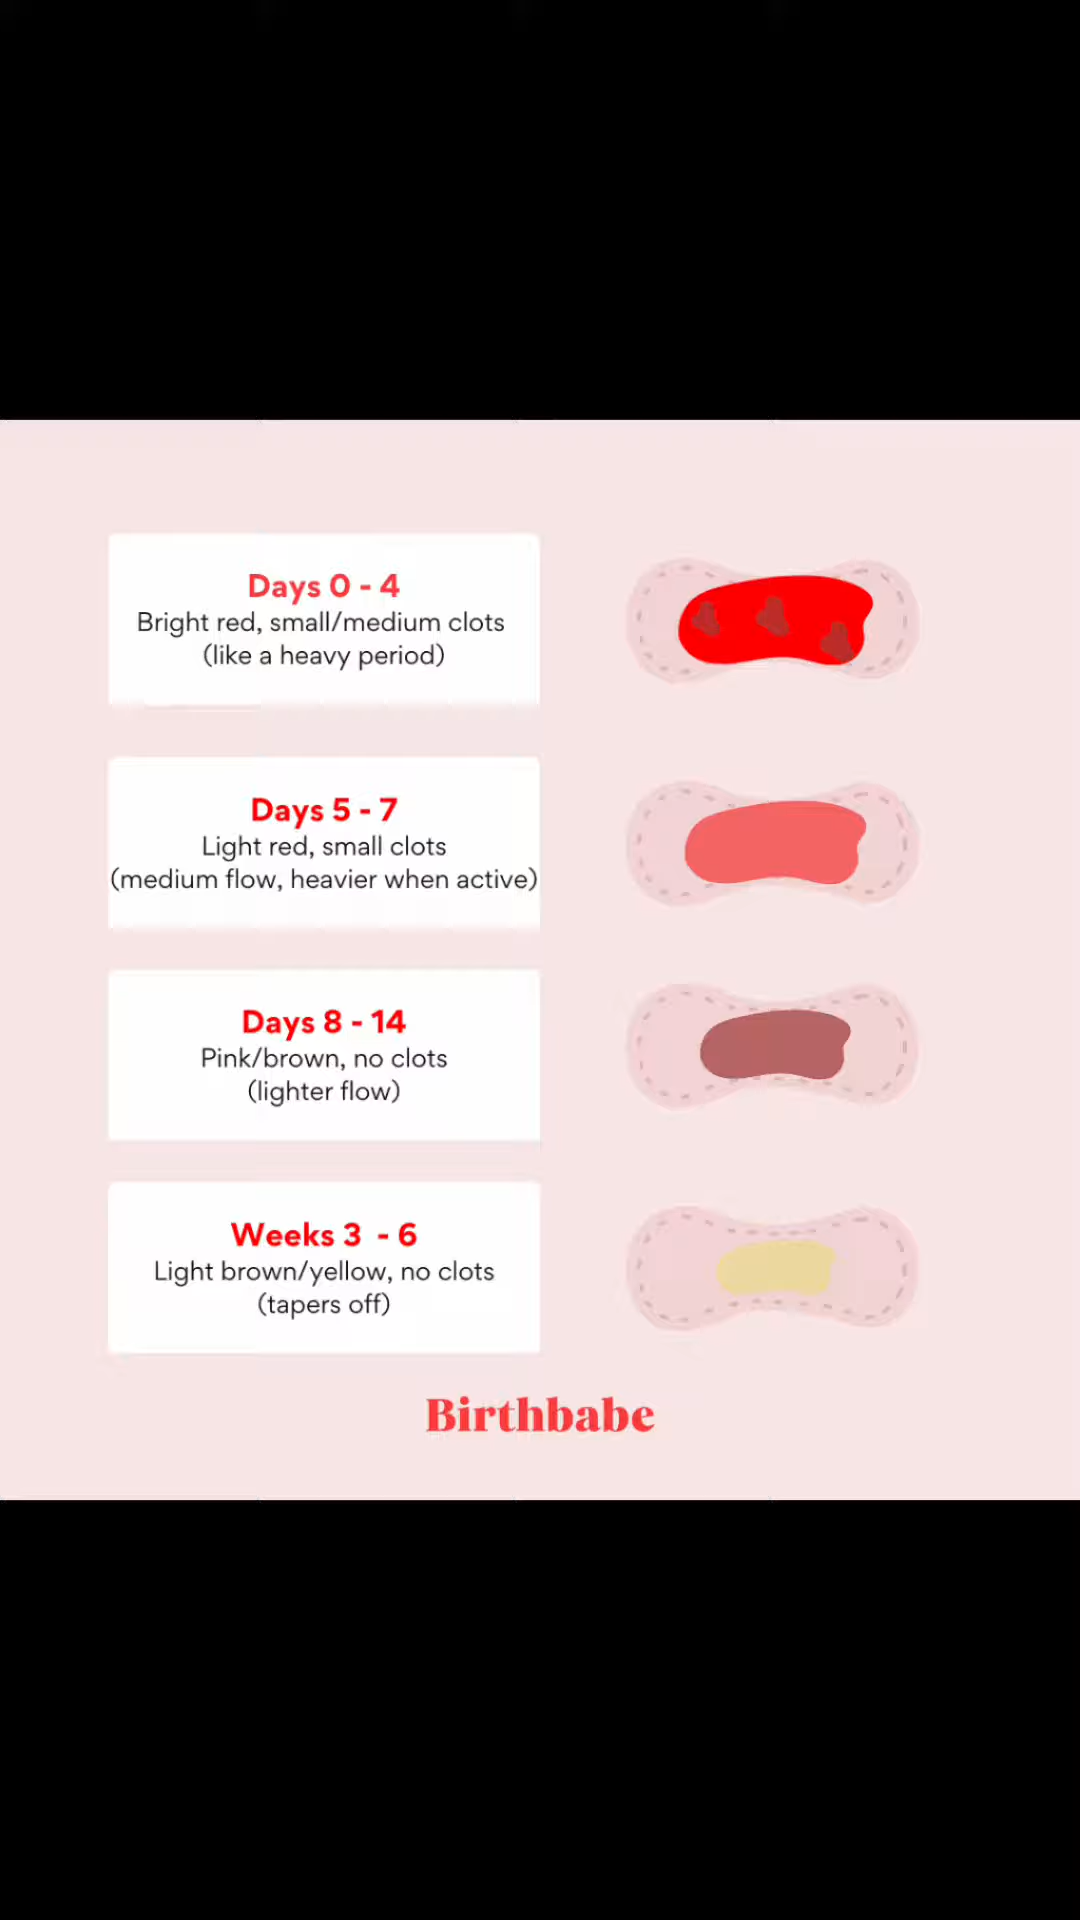 Days 0 - 4
Bright red, small/medium clots
(like a heavy period)
Days 5 - 7
Light red, small clots
(medium flow, heavier when active)
Days 8 - 14
Pink/brown, no clots
(lighter flow)
Weeks 3  - 6
Light brown/yellow, no clots
(tapers off)
Birthbabe